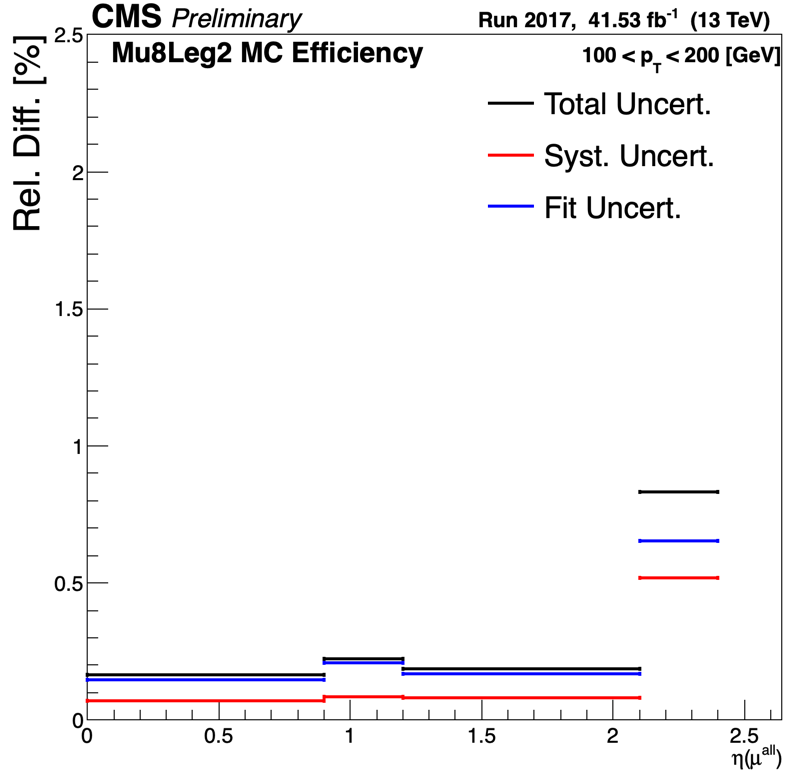 CMS Preliminary Run 2017, 41.53 fb⁻¹ (13 TeV)
Mu8Leg2 MC Efficiency 100 < p_T < 200 [GeV]
Total Uncert.
Syst. Uncert.
Fit Uncert.
Rel. Diff. [%]
2.5
2
1.5
1
0.5
0
0 0.5 1 1.5 2 2.5
η(μ^all)